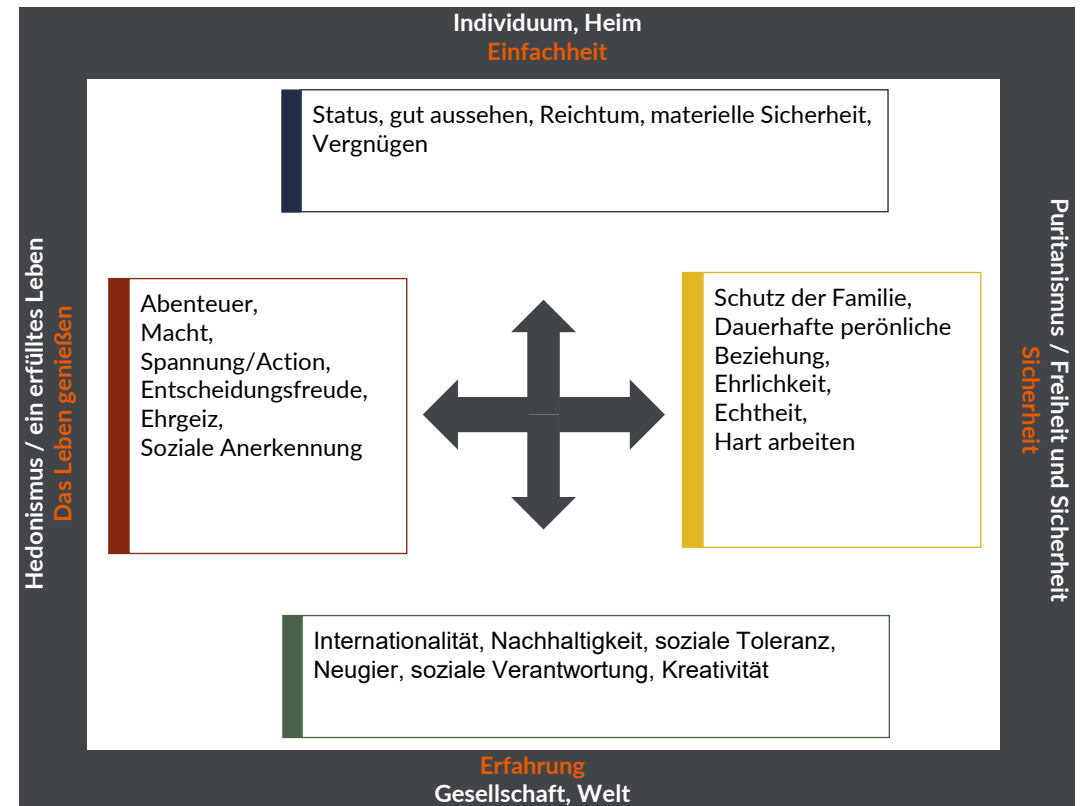 Individuum, Heim
Einfachheit
Status, gut aussehen, Reichtum, materielle Sicherheit,
Vergnügen
Hedonismus / ein erfülltes Leben
Das Leben genießen
Abenteuer,
Macht,
Spannung/Action,
Entscheidungsfreude,
Ehrgeiz,
Soziale Anerkennung
Schutz der Familie,
Dauerhafte perönliche
Beziehung,
Ehrlichkeit,
Echtheit,
Hart arbeiten
Puritanismus / Freiheit und Sicherheit
Sicherheit
Internationalität, Nachhaltigkeit, soziale Toleranz,
Neugier, soziale Verantwortung, Kreativität
Erfahrung
Gesellschaft, Welt